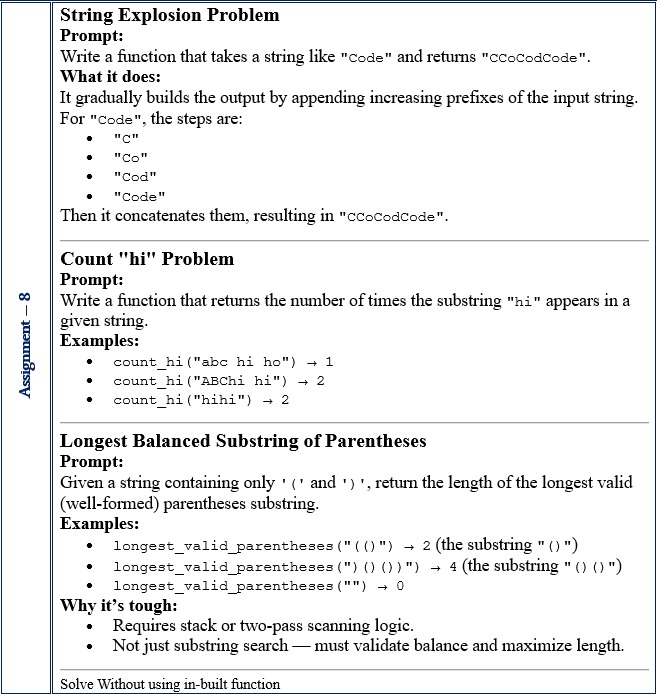 Assignment – 8
String Explosion Problem
Prompt:
Write a function that takes a string like "Code" and returns "CCoCodCode".
What it does:
It gradually builds the output by appending increasing prefixes of the input string.
For "Code", the steps are:
• "C"
• "Co"
• "Cod"
• "Code"
Then it concatenates them, resulting in "CCoCodCode".
Count "hi" Problem
Prompt:
Write a function that returns the number of times the substring "hi" appears in a
given string.
Examples:
• count_hi("abc hi ho") → 1
• count_hi("ABChi hi") → 2
• count_hi("hihi") → 2
Longest Balanced Substring of Parentheses
Prompt:
Given a string containing only '(' and ')', return the length of the longest valid
(well-formed) parentheses substring.
Examples:
• longest_valid_parentheses("(()") → 2 (the substring "()")
• longest_valid_parentheses(")()())") → 4 (the substring "()()")
• longest_valid_parentheses("") → 0
Why it's tough:
• Requires stack or two-pass scanning logic.
• Not just substring search — must validate balance and maximize length.
Solve Without using in-built function